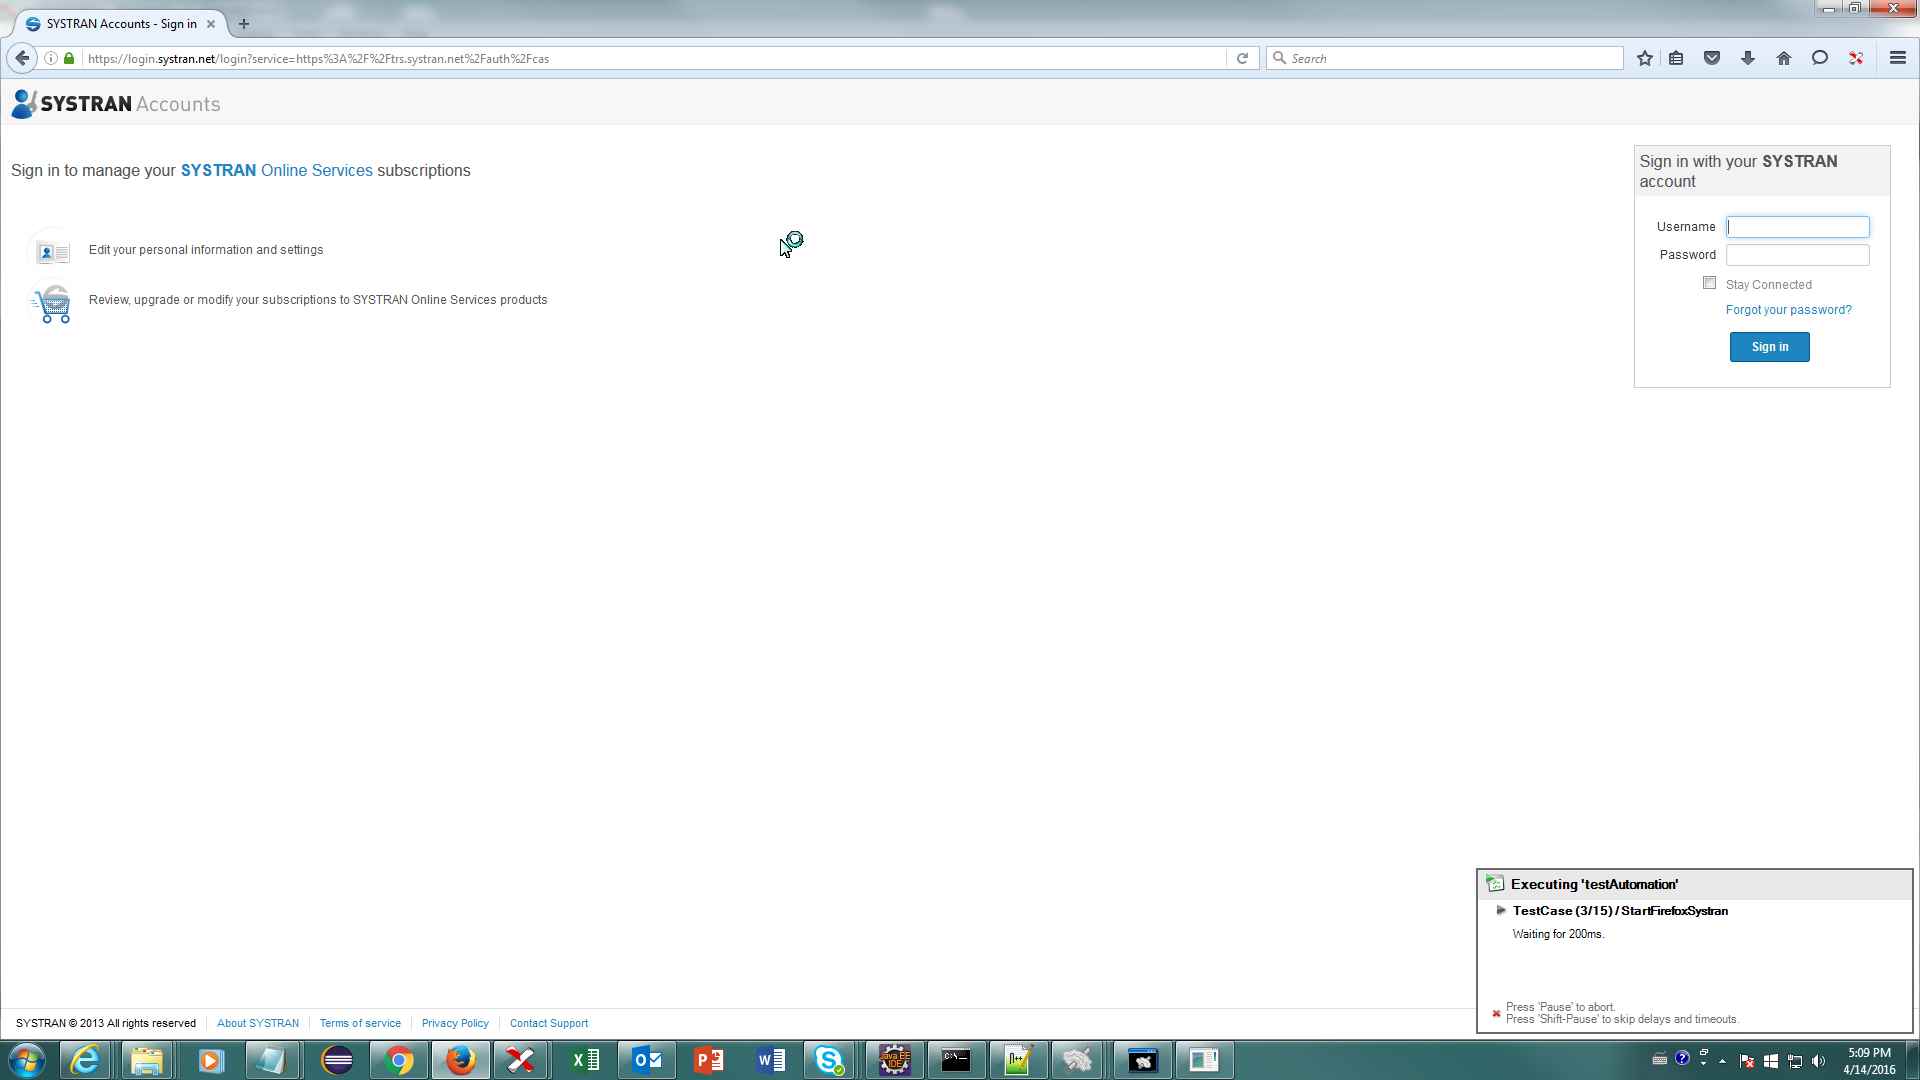 SYSTRAN Accounts - Sign in
https://login.systran.net/login?service=https%3A%2F%2Ftrs.systran.net%2Fauth%2Fcas
Search
SYSTRAN Accounts
Sign in to manage your SYSTRAN Online Services subscriptions
Edit your personal information and settings
Review, upgrade or modify your subscriptions to SYSTRAN Online Services products
Sign in with your SYSTRAN
account
Username
Password
Stay Connected
Forgot your password?
Sign in
Executing 'testAutomation'
TestCase (3/15) / StartFirefoxSystran
Waiting for 200ms.
Press 'Pause' to abort.
Press 'Shift-Pause' to skip delays and timeouts.
SYSTRAN © 2013 All rights reserved
About SYSTRAN
Terms of service
Privacy Policy
Contact Support
Java EE
IDE
C:\_
5:09 PM
4/14/2016